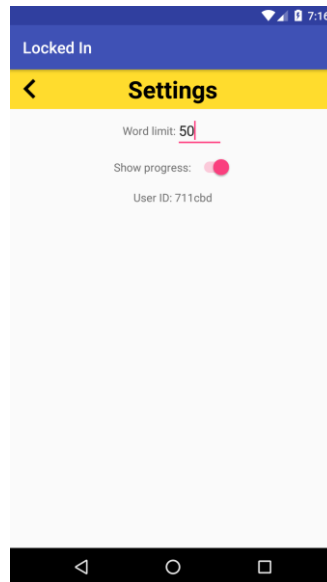 7:16
Locked In
Settings
Word limit: 50
Show progress:
User ID: 711cbd